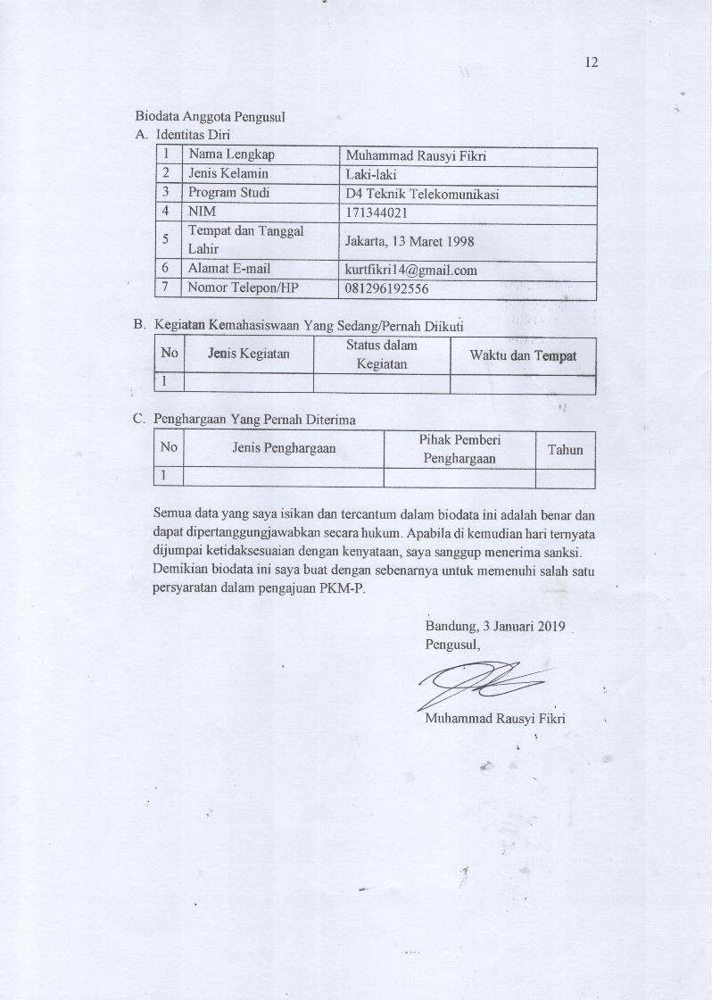 12
Biodata Anggota Pengusul
A. Identitas Diri
1 Nama Lengkap Muhammad Rausyi Fikri
2 Jenis Kelamin Laki-laki
3 Program Studi D4 Teknik Telekomunikasi
4 NIM 171344021
5 Tempat dan Tanggal Lahir Jakarta, 13 Maret 1998
6 Alamat E-mail kurtfikri14@gmail.com
7 Nomor Telepon/HP 081296192556
B. Kegiatan Kemahasiswaan Yang Sedang/Pernah Diikuti
No Jenis Kegiatan Status dalam Kegiatan Waktu dan Tempat
1
C. Penghargaan Yang Pernah Diterima
No Jenis Penghargaan Pihak Pemberi Penghargaan Tahun
1
Semua data yang saya isikan dan tercantum dalam biodata ini adalah benar dan
dapat dipertanggungjawabkan secara hukum. Apabila di kemudian hari ternyata
dijumpai ketidaksesuaian dengan kenyataan, saya sanggup menerima sanksi.
Demikian biodata ini saya buat dengan sebenarnya untuk memenuhi salah satu
persyaratan dalam pengajuan PKM-P.
Bandung, 3 Januari 2019
Pengusul,
Muhammad Rausyi Fikri